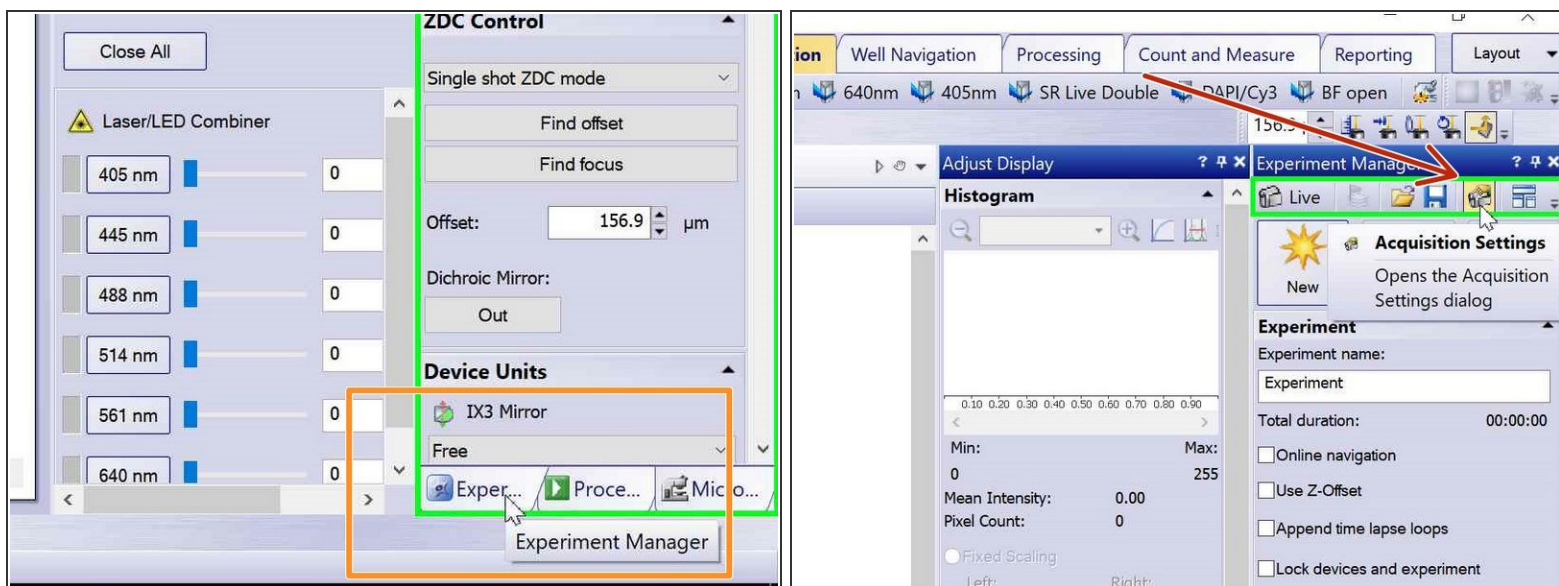 Close All
Laser/LED Combiner
405 nm 0
445 nm 0
488 nm 0
514 nm 0
561 nm 0
640 nm 0
ZDC Control
Single shot ZDC mode
Find offset
Find focus
Offset: 156.9 µm
Dichroic Mirror:
Out
Device Units
IX3 Mirror
Free
Exper... Proce... Micro...
Experiment Manager
Well Navigation Processing Count and Measure Reporting Layout
640nm 405nm SR Live Double DAPI/Cy3 BF open
Adjust Display
Histogram
0.10 0.20 0.30 0.40 0.50 0.60 0.70 0.80 0.90
Min: Max:
0 255
Mean Intensity: 0.00
Pixel Count: 0
Fixed Scaling
Left: Right:
Experiment Manager
Live
New
Acquisition Settings
Opens the Acquisition
Settings dialog
Experiment
Experiment name:
Experiment
Total duration: 00:00:00
Online navigation
Use Z-Offset
Append time lapse loops
Lock devices and experiment